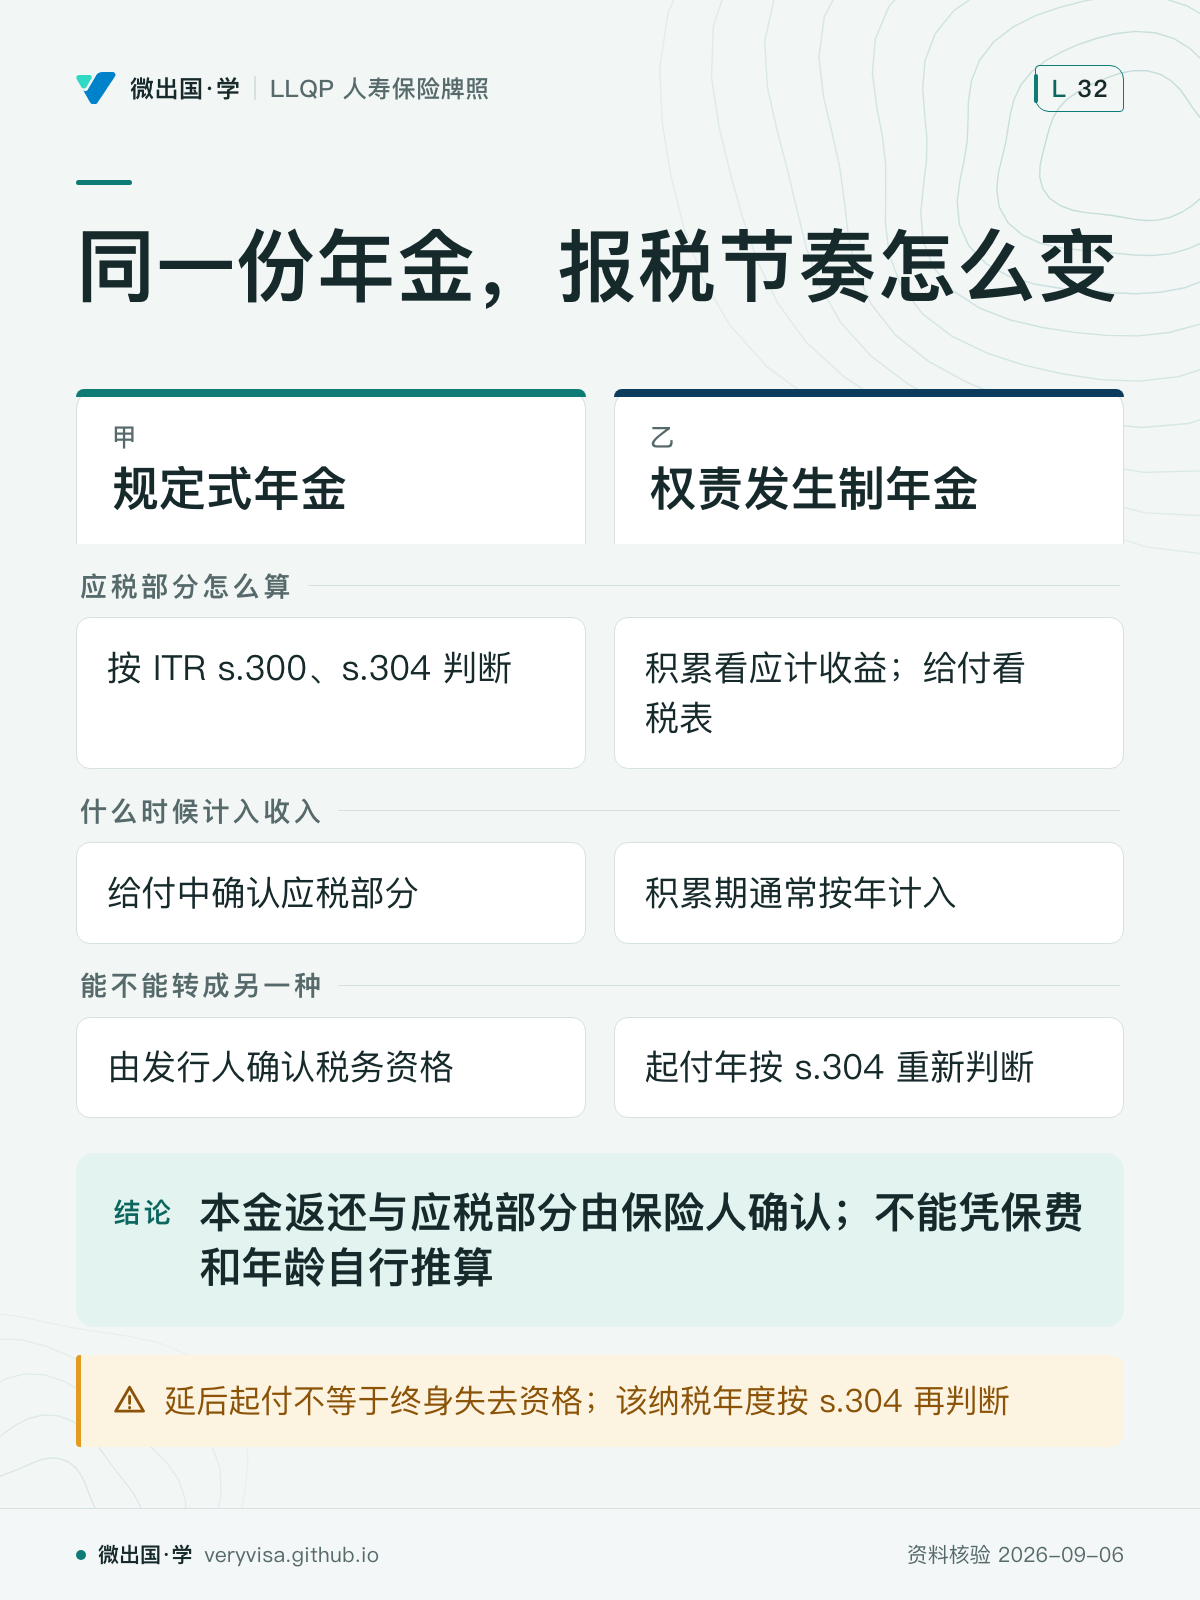 微出国·学
LLQP 人寿保险牌照
L 32
同一份年金，报税节奏怎么变
甲
规定式年金
乙
权责发生制年金
应税部分怎么算
按 ITR s.300、s.304 判断
积累看应计收益；给付看
税表
什么时候计入收入
给付中确认应税部分
积累期通常按年计入
能不能转成另一种
由发行人确认税务资格
起付年按 s.304 重新判断
结论
本金返还与应税部分由保险人确认；不能凭保费
和年龄自行推算
延后起付不等于终身失去资格；该纳税年度按 s.304 再判断
微出国·学 veryvisa.github.io
资料核验 2026-09-06